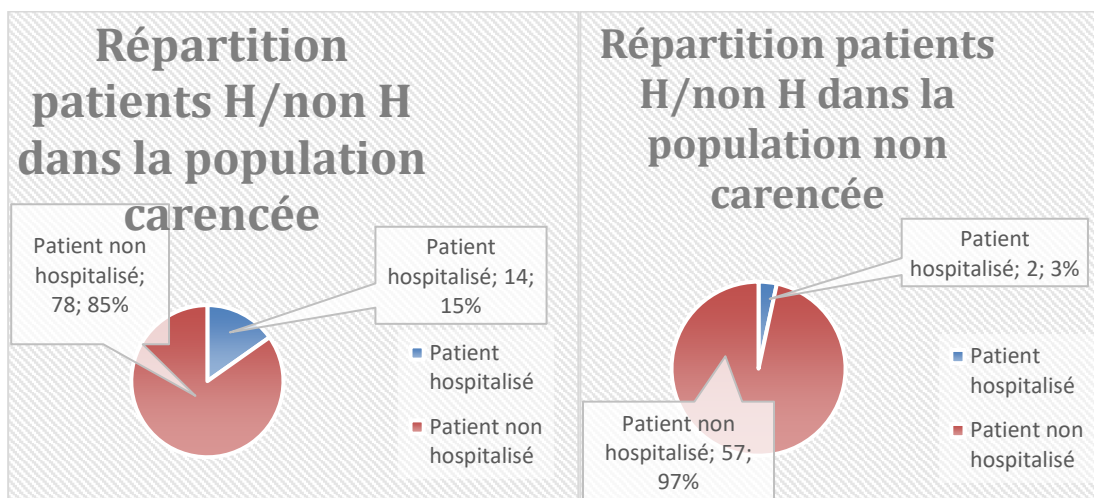 Répartition
patients H/non H
dans la population
carencée
Patient non
hospitalisé;
78; 85%
Patient
hospitalisé; 14;
15%
Patient
hospitalisé
Patient non
hospitalisé
Répartition patients
H/non H dans la
population non
carencée
Patient
hospitalisé; 2; 3%
Patient non
hospitalisé; 57;
97%
Patient
hospitalisé
Patient non
hospitalisé